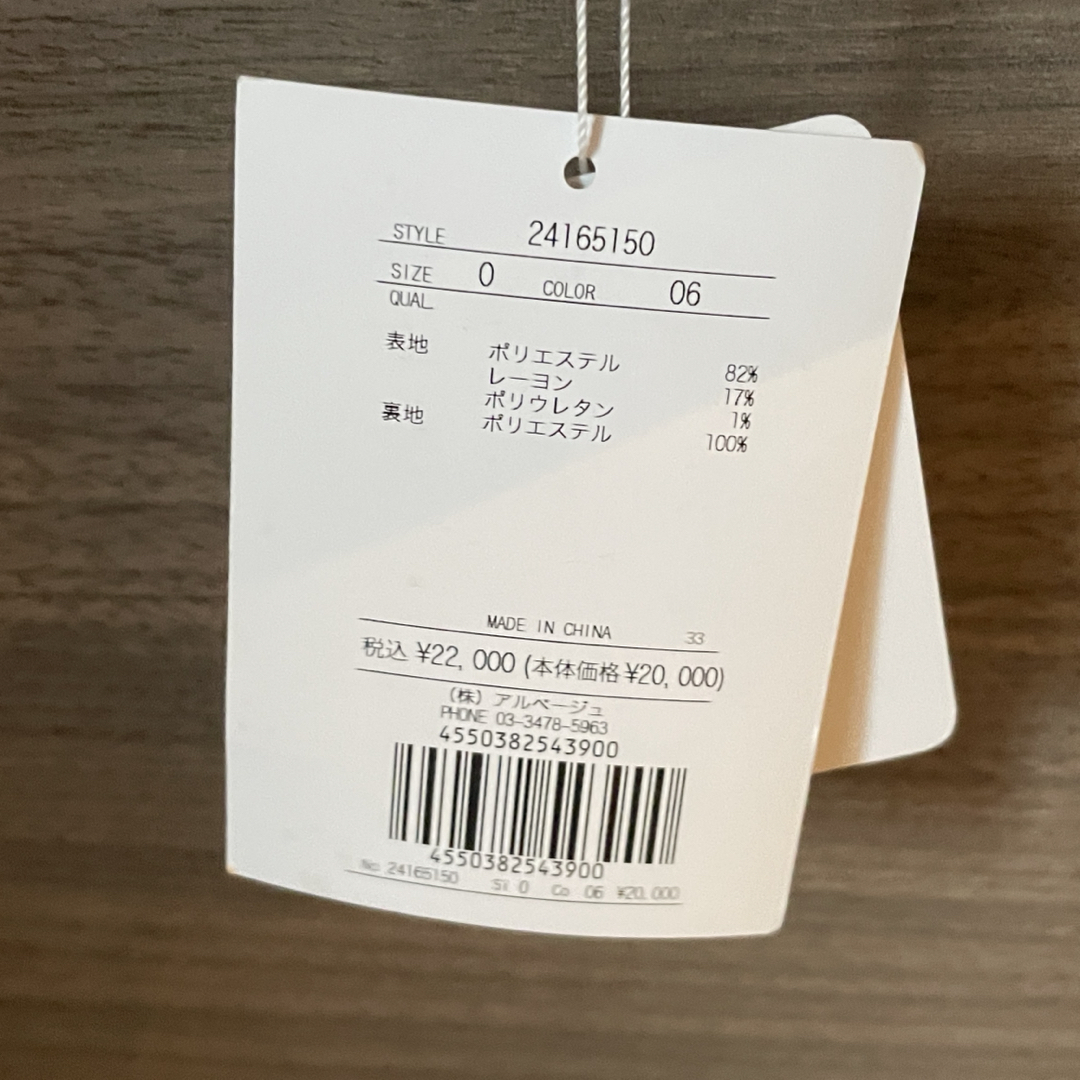 STYLE 24165150
SIZE 0 COLOR 06
QUAL
表地 ポリエステル 82%
レーヨン 17%
ポリウレタン 1%
裏地 ポリエステル 100%
MADE IN CHINA 33
税込 ¥22,000 (本体価格 ¥20,000)
(株) アルページュ
PHONE 03-3478-5963
4550382543900
4550382543900
No 24165150 Si 0 Co 06 ¥20,000